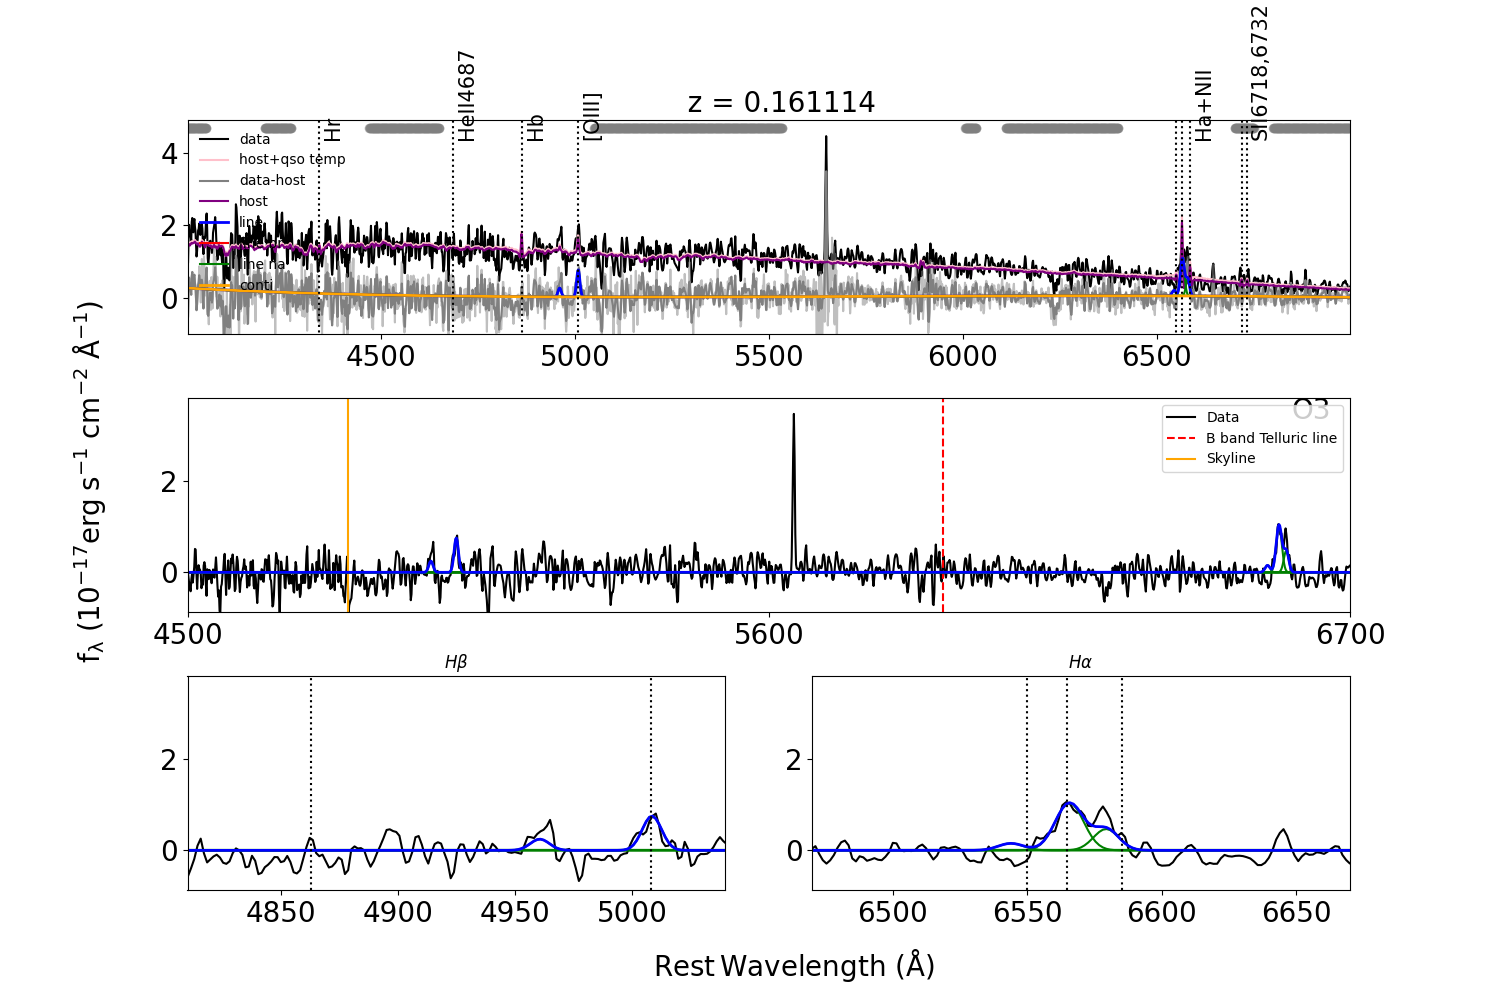 z = 0.161114
Hr
HeII4687
Hb
[OIII]
Ha+NII
SII6718,6732
data
host+qso temp
data-host
host
line
line na
conti
4
2
0
4500 5000 5500 6000 6500
O3
Data
B band Telluric line
Skyline
2
0
4500 5600 6700
fλ (10−17erg s−1 cm−2 Å−1)
Hβ
2
0
4850 4900 4950 5000
Hα
2
0
6500 6550 6600 6650
Rest Wavelength (Å)